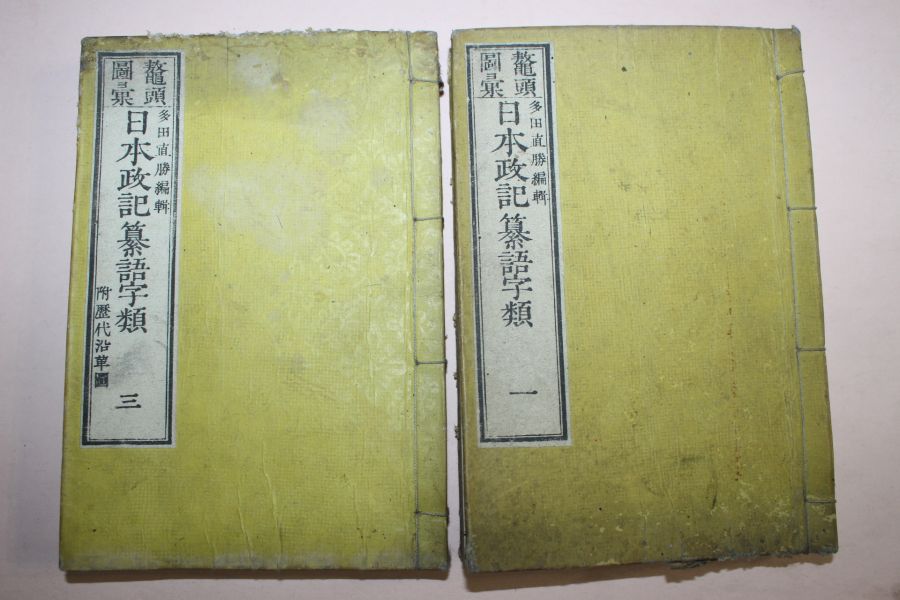 鼇頭
圖彙
多田直勝編輯
日本政記纂語字類
附歷代沿革圖
三
鼇頭
圖彙
多田直勝編輯
日本政記纂語字類
一